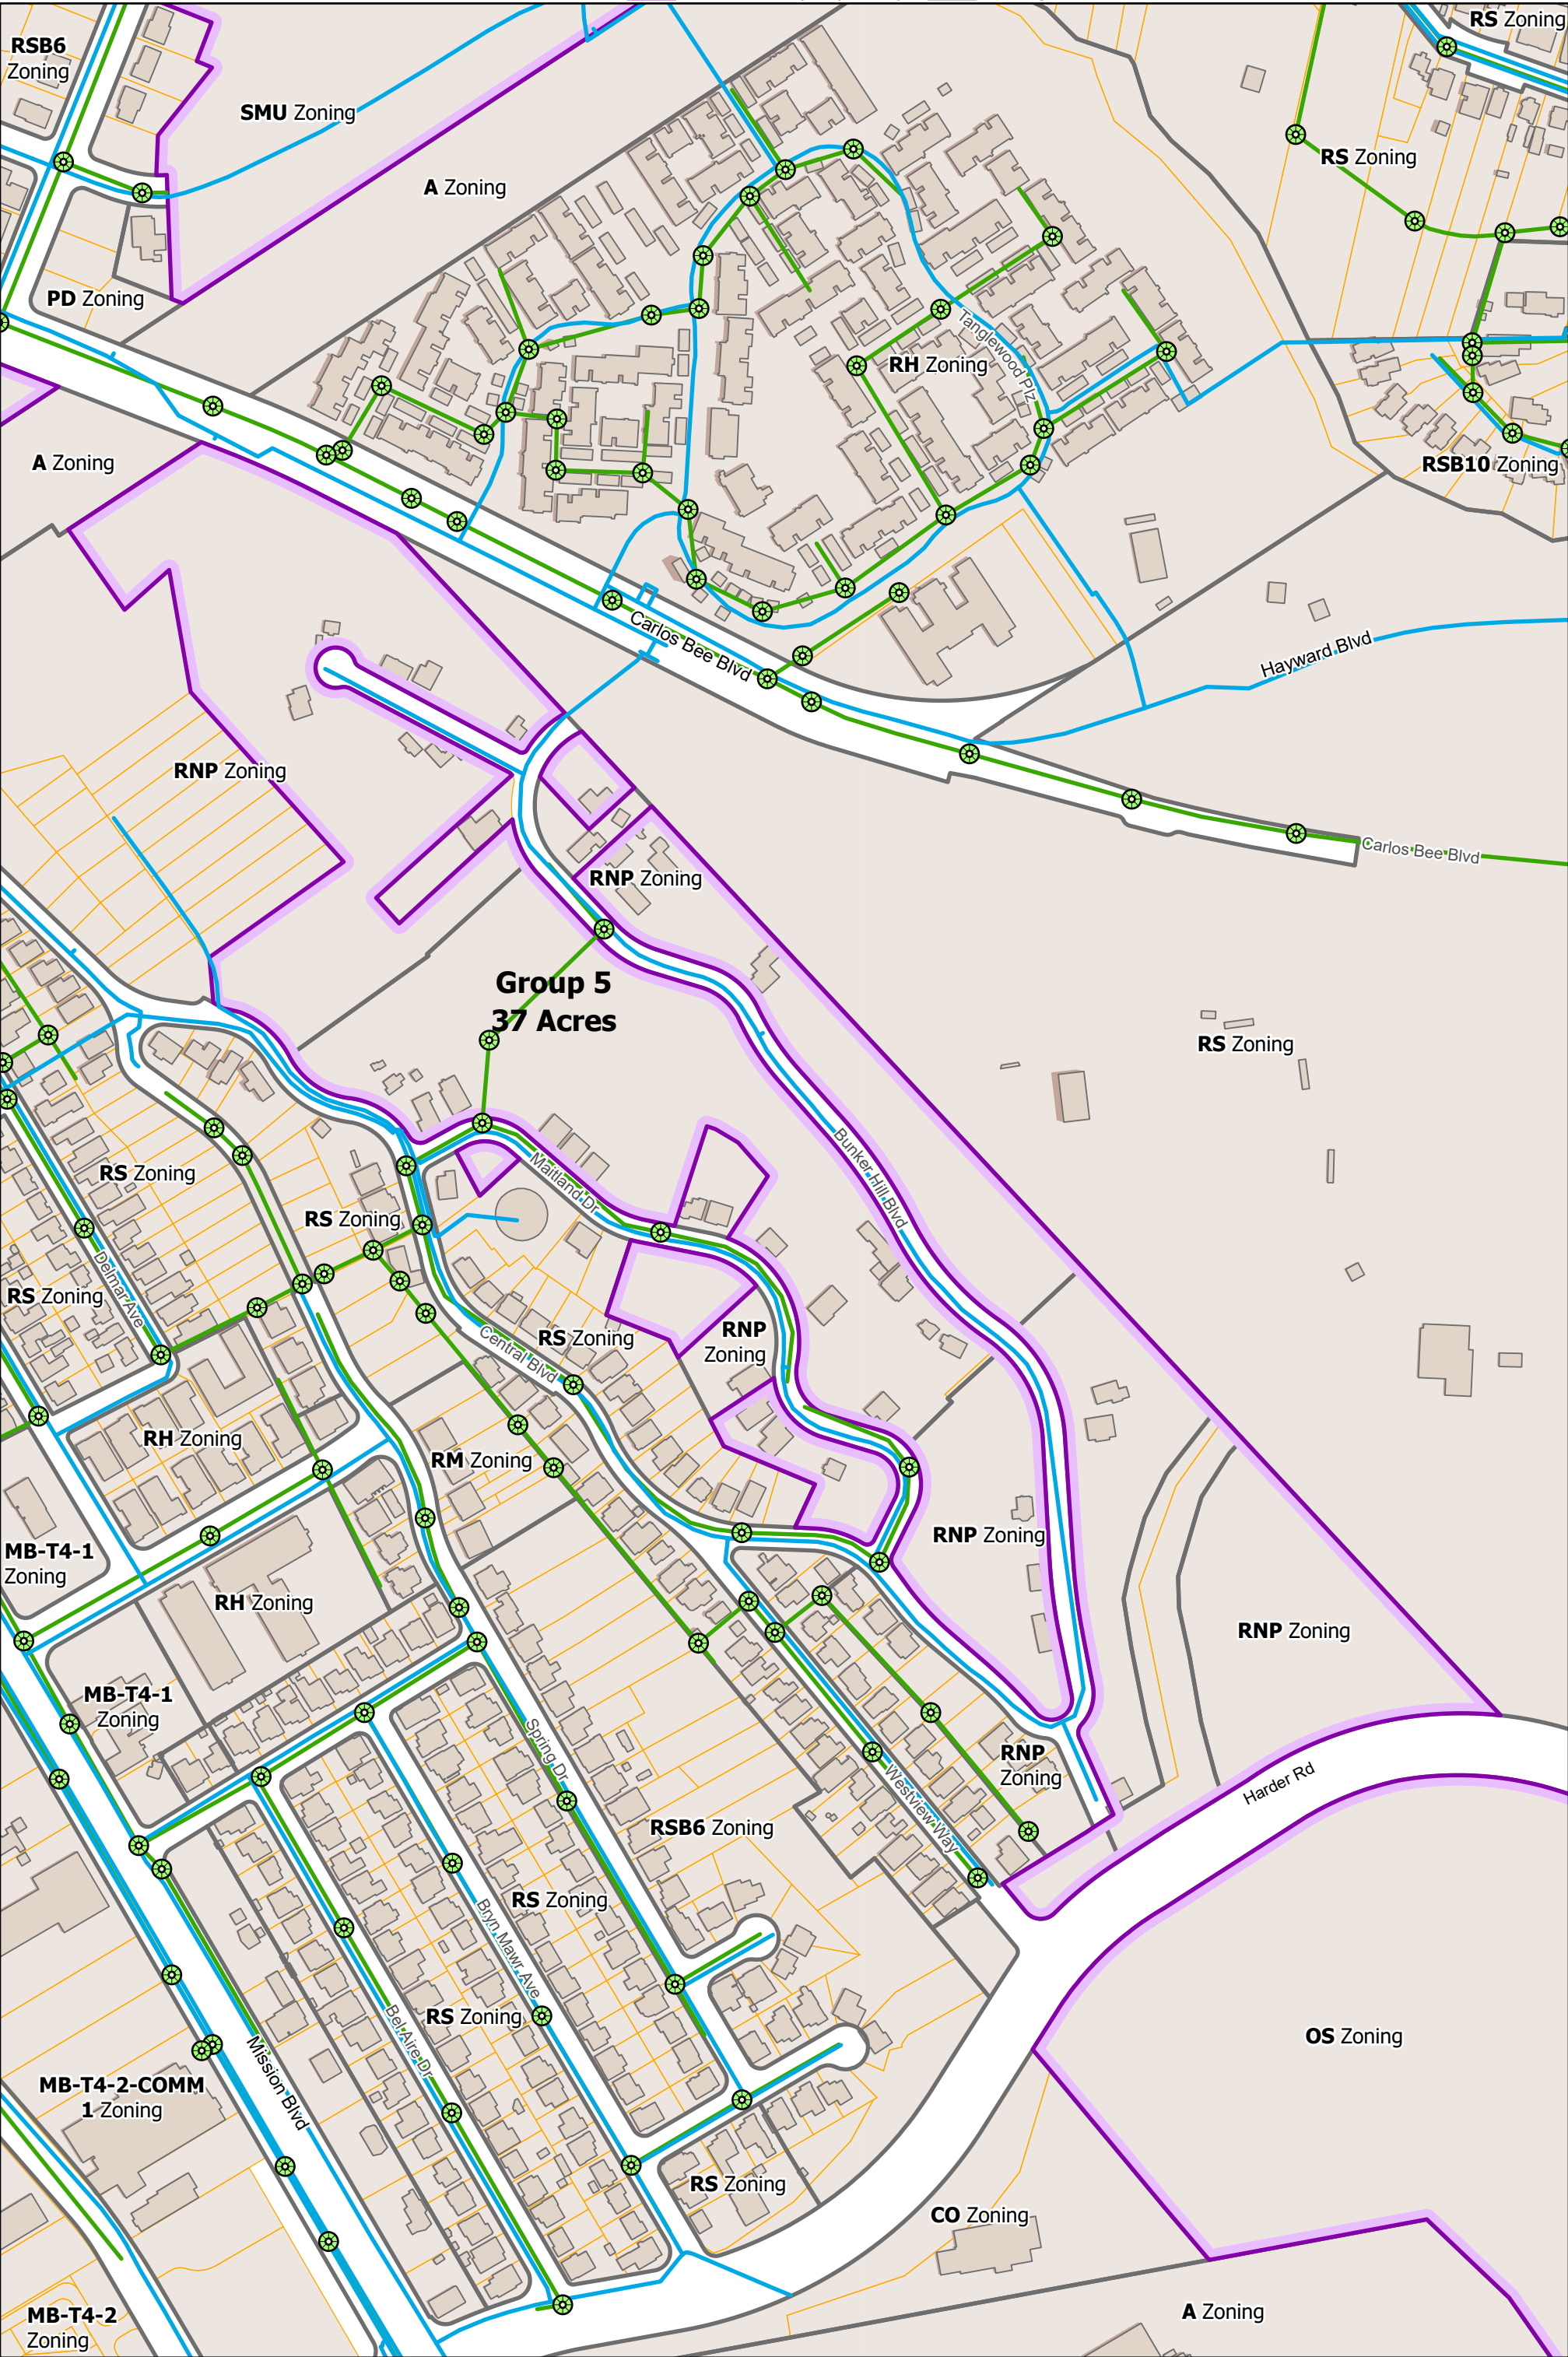 RS Zoning
RSB6
Zoning
SMU Zoning
RS Zoning
A Zoning
PD Zoning
Tanglewood Plz
RH Zoning
A Zoning
RSB10 Zoning
Carlos Bee Blvd
Hayward Blvd
RNP Zoning
Carlos Bee Blvd
RNP Zoning
Group 5
37 Acres
RS Zoning
Bunker Hill Blvd
RS Zoning
Maitland Dr
RS Zoning
Delmar Ave
RS Zoning
Central Blvd
RS Zoning
RNP
Zoning
RH Zoning
RM Zoning
RNP Zoning
MB-T4-1
Zoning
RH Zoning
RNP Zoning
MB-T4-1
Zoning
Spring Dr
RNP
Zoning
Harder Rd
Westview Way
RSB6 Zoning
RS Zoning
Bryn Mawr Ave
RS Zoning
Bel Aire Dr
OS Zoning
Mission Blvd
MB-T4-2-COMM
1 Zoning
RS Zoning
CO Zoning
A Zoning
MB-T4-2
Zoning